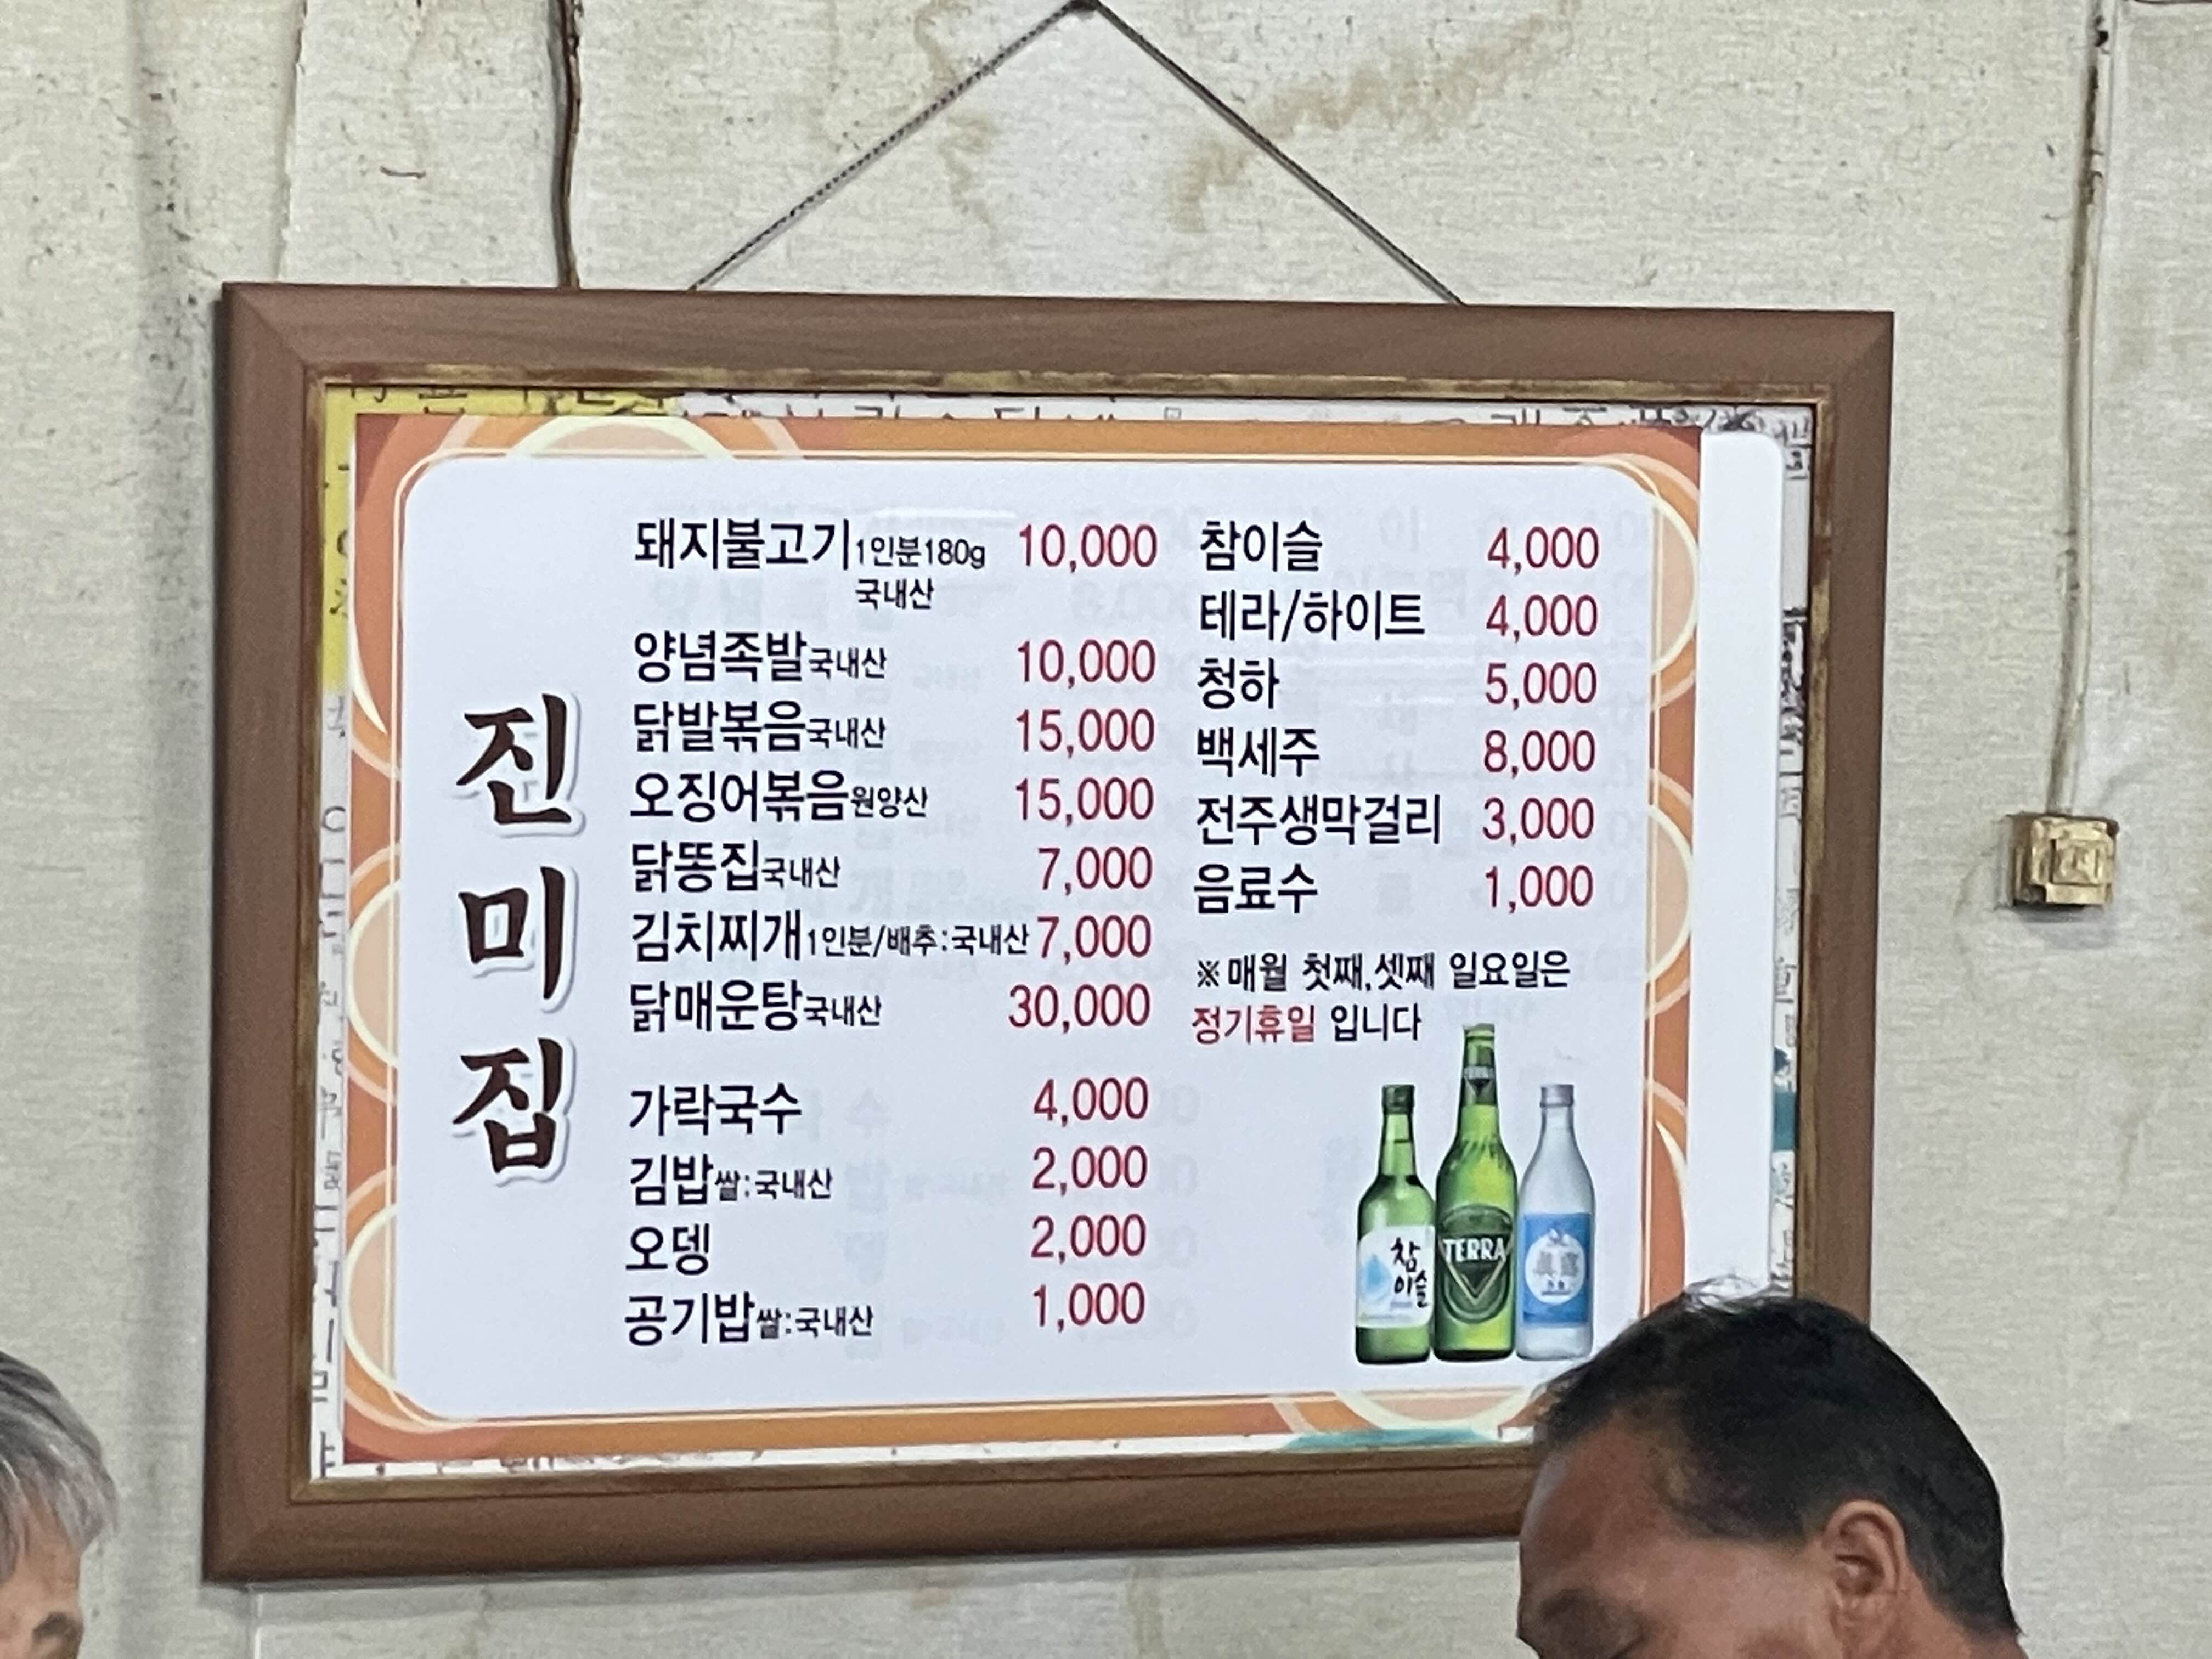 진미집
돼지불고기 1인분180g 10,000
국내산
양념족발 국내산 10,000
닭발볶음 국내산 15,000
오징어볶음 원양산 15,000
닭똥집 국내산 7,000
김치찌개 1인분/배추:국내산 7,000
닭매운탕 국내산 30,000
가락국수 4,000
김밥 쌀:국내산 2,000
오뎅 2,000
공기밥 쌀:국내산 1,000
참이슬 4,000
테라/하이트 4,000
청하 5,000
백세주 8,000
전주생막걸리 3,000
음료수 1,000
※매월 첫째,셋째 일요일은
정기휴일 입니다
참
이슬
TERRA